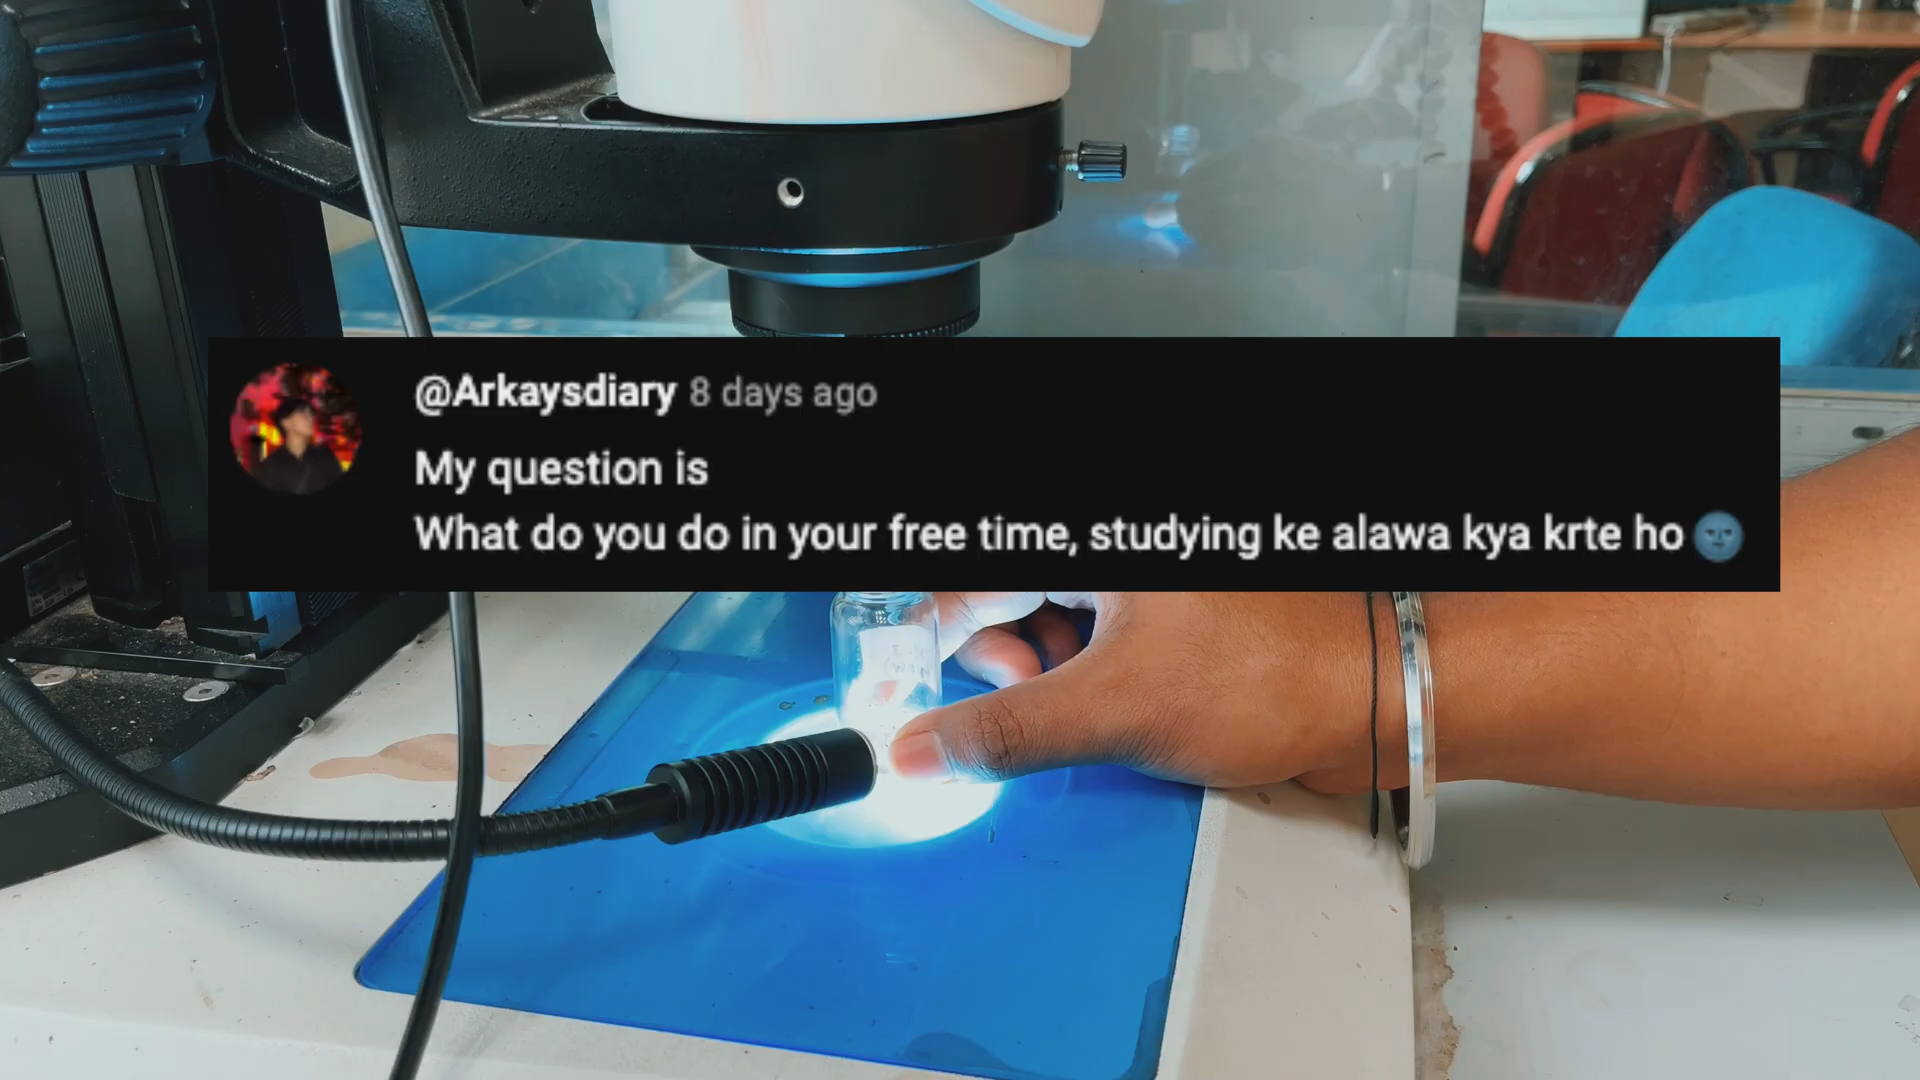 @Arkaysdiary 8 days ago
My question is
What do you do in your free time, studying ke alawa kya krte ho 🌚